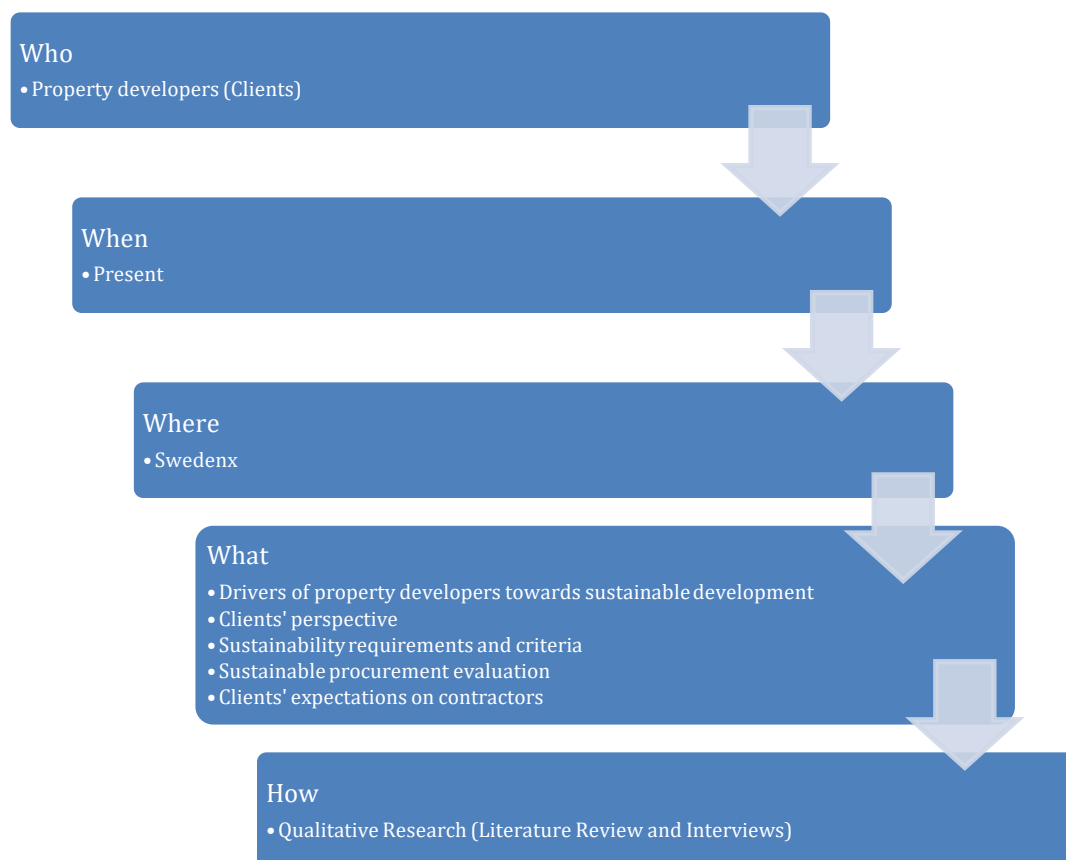 Who
•Property developers (Clients)
When
•Present
Where
•Swedenx
What
•Drivers of property developers towards sustainable development
•Clients' perspective
•Sustainability requirements and criteria
•Sustainable procurement evaluation
•Clients' expectations on contractors
How
•Qualitative Research (Literature Review and Interviews)